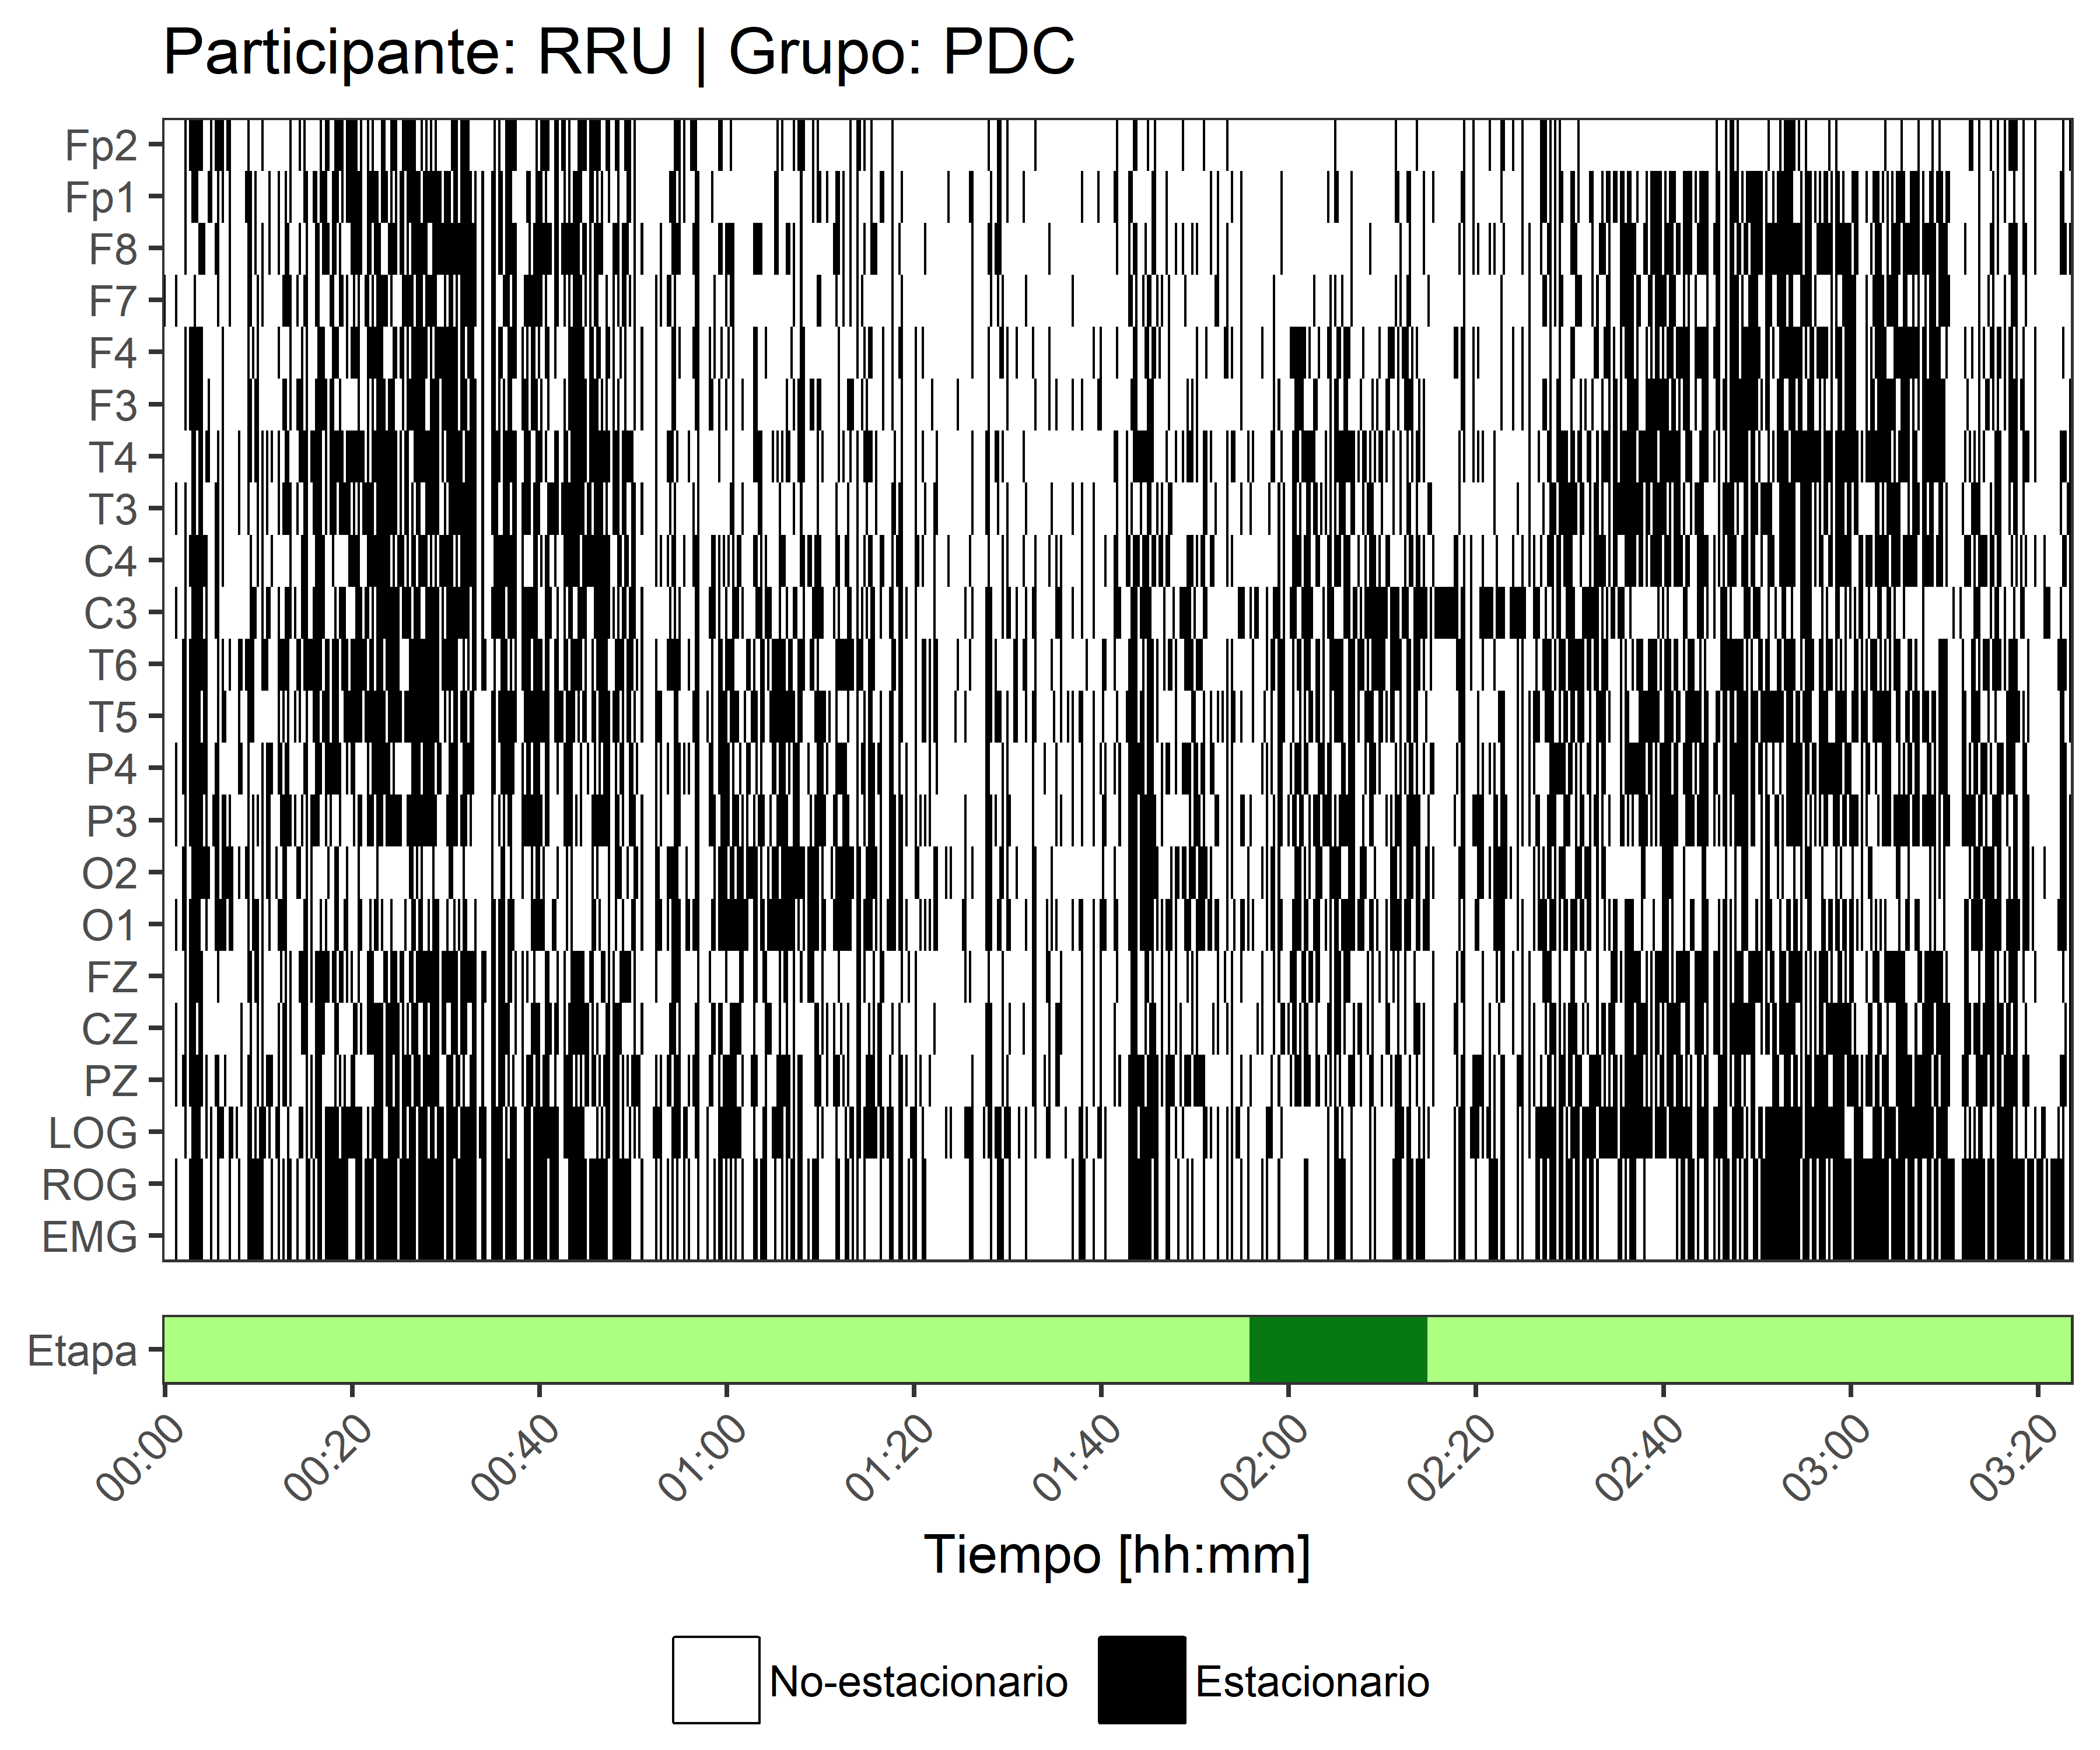 Participante: RRU | Grupo: PDC
Fp2
Fp1
F8
F7
F4
F3
T4
T3
C4
C3
T6
T5
P4
P3
O2
O1
FZ
CZ
PZ
LOG
ROG
EMG
Etapa
00:00 00:20 00:40 01:00 01:20 01:40 02:00 02:20 02:40 03:00 03:20
Tiempo [hh:mm]
No-estacionario Estacionario